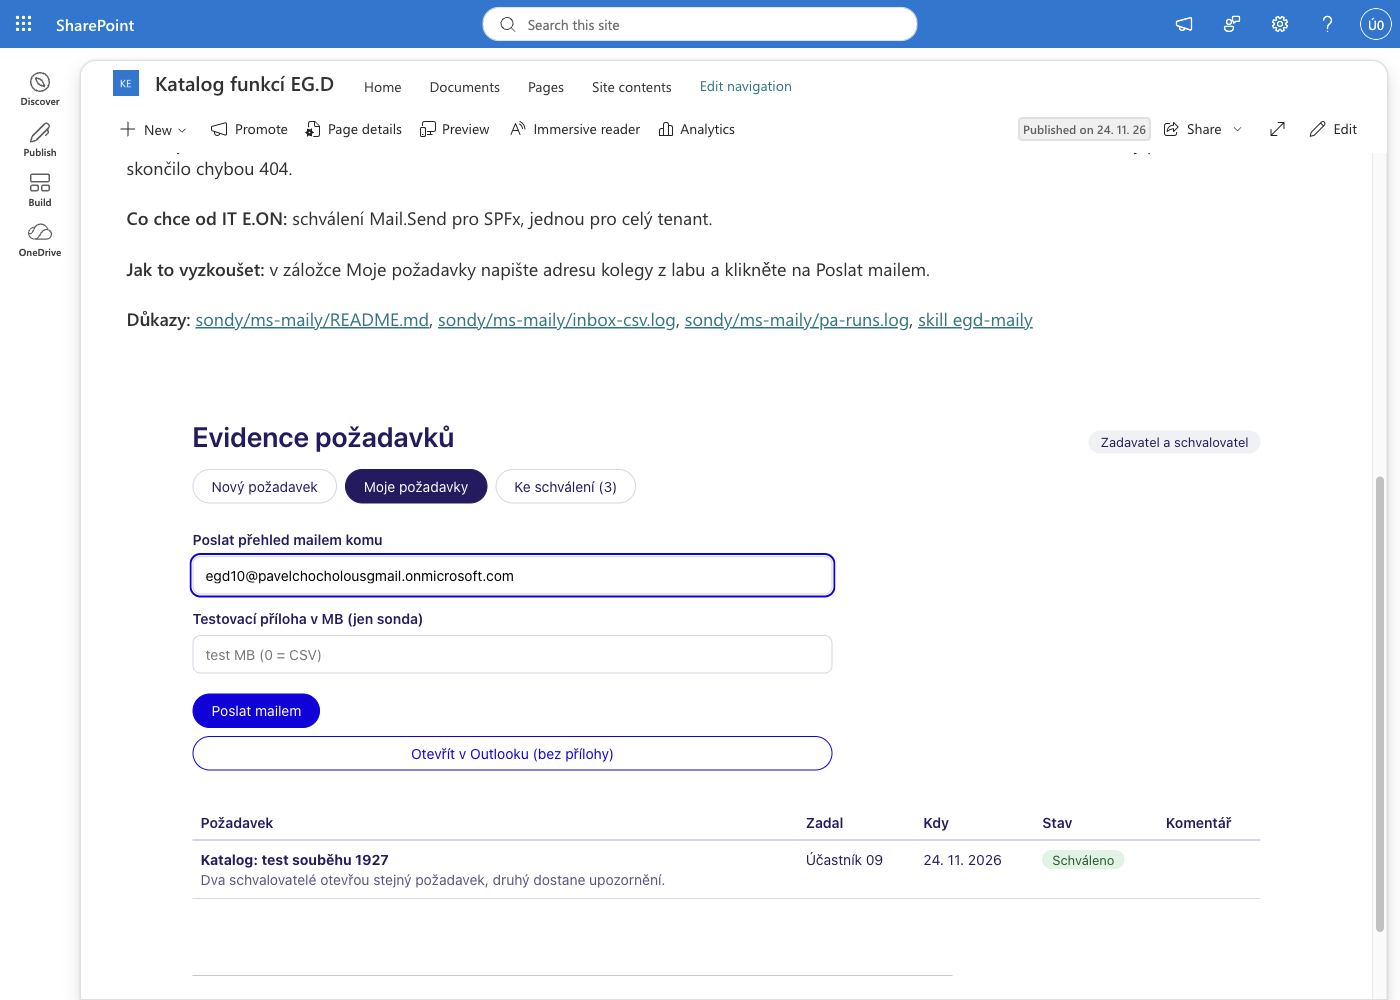 SharePoint
Search this site
Ú0
Discover
Publish
Build
OneDrive
KE
Katalog funkcí EG.D
Home
Documents
Pages
Site contents
Edit navigation
New
Promote
Page details
Preview
Immersive reader
Analytics
Published on 24. 11. 26
Share
Edit
skončilo chybou 404.
Co chce od IT E.ON: schválení Mail.Send pro SPFx, jednou pro celý tenant.
Jak to vyzkoušet: v záložce Moje požadavky napište adresu kolegy z labu a klikněte na Poslat mailem.
Důkazy: sondy/ms-maily/README.md, sondy/ms-maily/inbox-csv.log, sondy/ms-maily/pa-runs.log, skill egd-maily
Evidence požadavků
Zadavatel a schvalovatel
Nový požadavek
Moje požadavky
Ke schválení (3)
Poslat přehled mailem komu
egd10@pavelchocholousgmail.onmicrosoft.com
Testovací příloha v MB (jen sonda)
test MB (0 = CSV)
Poslat mailem
Otevřít v Outlooku (bez přílohy)
Požadavek Zadal Kdy Stav Komentář
Katalog: test souběhu 1927 Účastník 09 24. 11. 2026 Schváleno
Dva schvalovatelé otevřou stejný požadavek, druhý dostane upozornění.